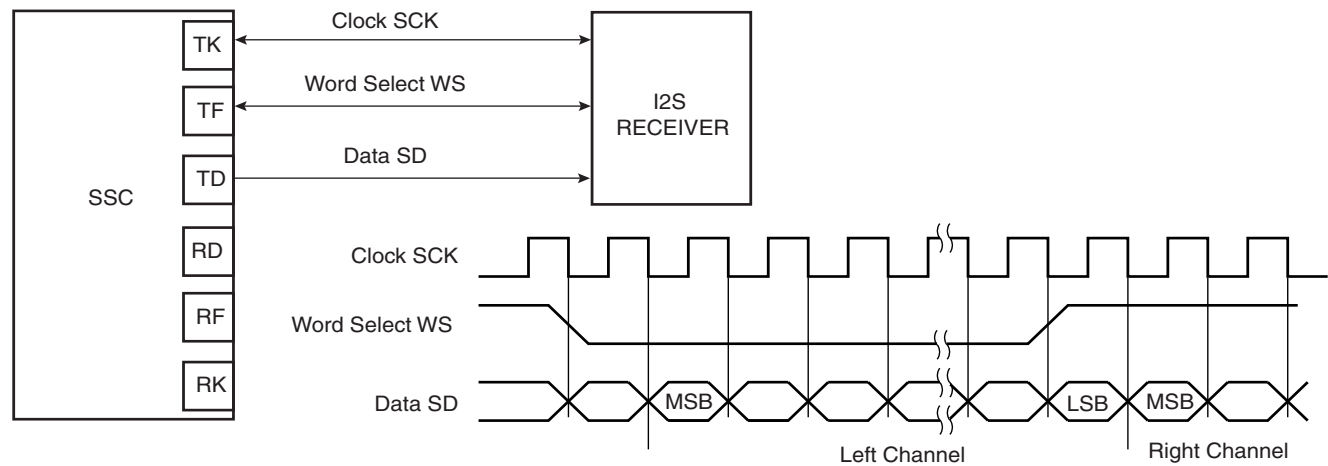 SSC
TK
TF
TD
RD
RF
RK
Clock SCK
Word Select WS
Data SD
I2S
RECEIVER
Clock SCK
Word Select WS
Data SD
MSB
LSB
MSB
Left Channel
Right Channel